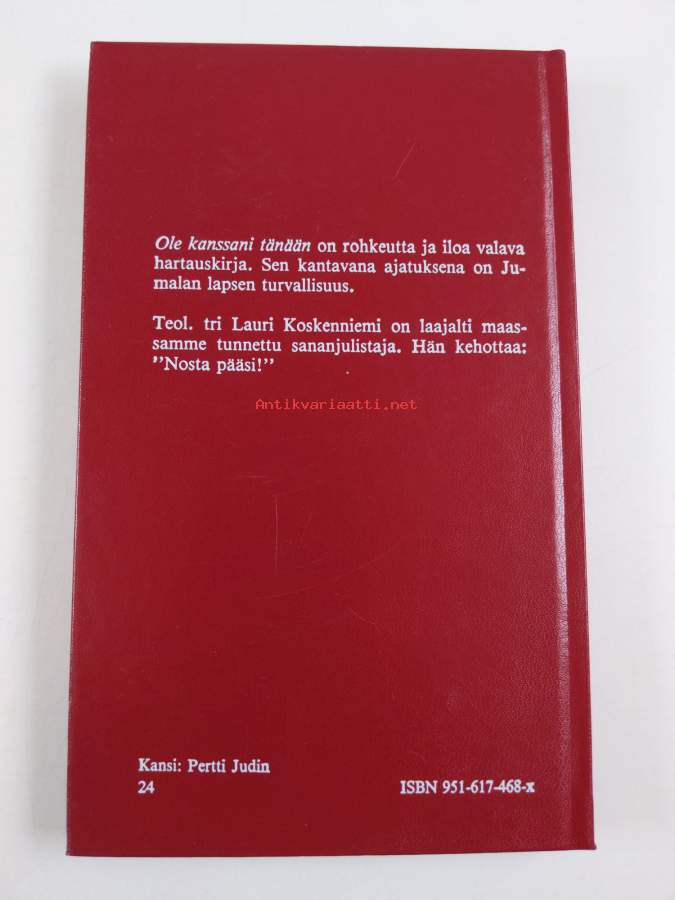 Ole kanssani tänään on rohkeutta ja iloa valava
hartauskirja. Sen kantavana ajatuksena on Ju-
malan lapsen turvallisuus.
Teol. tri Lauri Koskenniemi on laajalti maas-
samme tunnettu sananjulistaja. Hän kehottaa:
”Nosta pääsi!”
Antikvariaatti.net
Kansi: Pertti Judin
24
ISBN 951-617-468-x